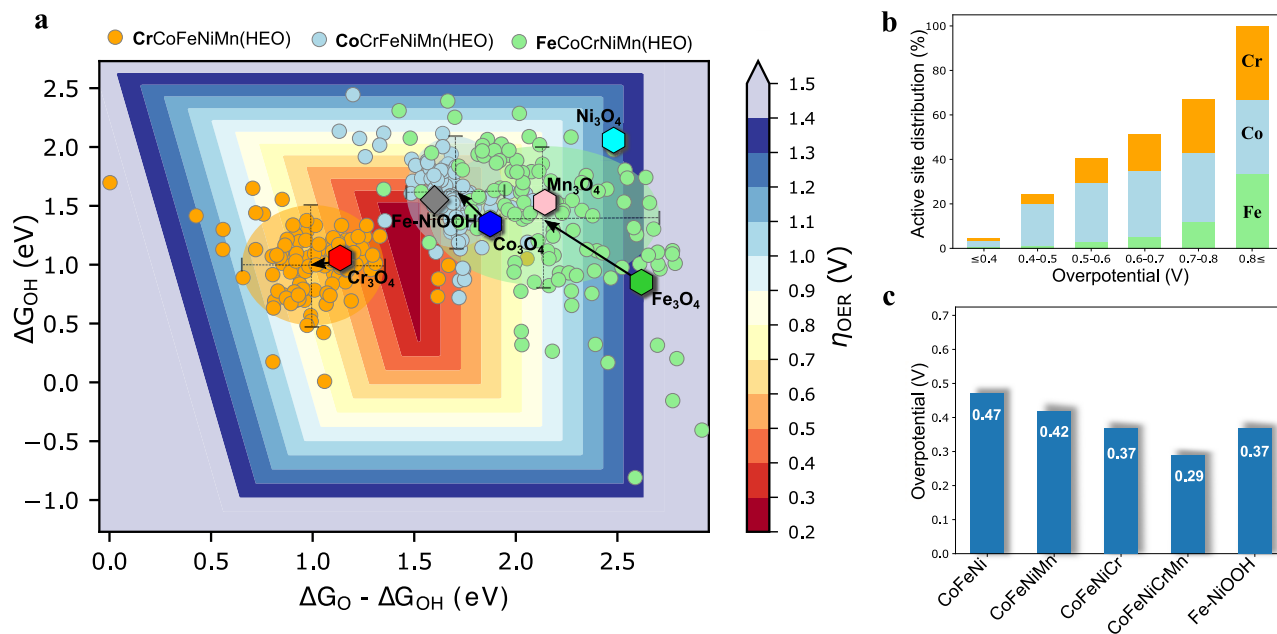 a
CrCoFeNiMn(HEO) CoCrFeNiMn(HEO) FeCoCrNiMn(HEO)
2.5
2.0
1.5
1.0
0.5
0.0
−0.5
−1.0
ΔG_OH (eV)
Ni₃O₄
Mn₃O₄
Fe-NiOOH
Co₃O₄
Cr₃O₄
Fe₃O₄
0.0 0.5 1.0 1.5 2.0 2.5
ΔG_O - ΔG_OH (eV)
1.5
1.4
1.3
1.2
1.1
1.0
0.9
0.8
0.7
0.6
0.5
0.4
0.3
0.2
η_OER (V)
b
Active site distribution (%)
100
80
60
40
20
0
Cr
Co
Fe
≤0.4 0.4-0.5 0.5-0.6 0.6-0.7 0.7-0.8 0.8≤
Overpotential (V)
c
Overpotential (V)
0.7
0.6
0.5
0.4
0.3
0.2
0.1
0.0
0.47
0.42
0.37
0.29
0.37
CoFeNi
CoFeNiMn
CoFeNiCr
CoFeNiCrMn
Fe-NiOOH